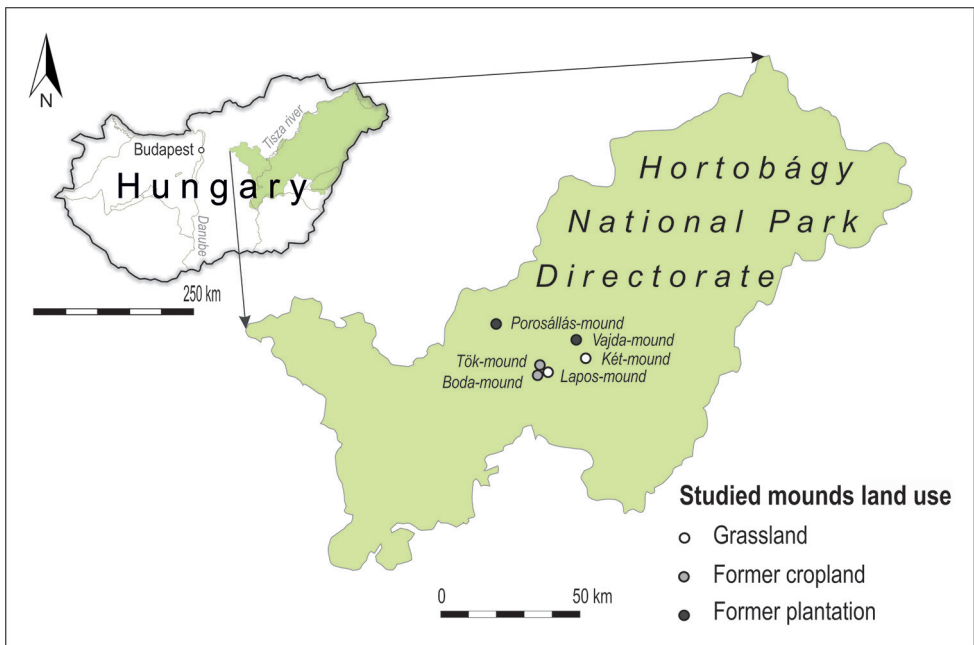 N
Budapest
Tisza river
Hungary
Danube
250 km
Hortobágy
National Park
Directorate
Porosállás-mound
Vajda-mound
Két-mound
Tök-mound
Lapos-mound
Boda-mound
Studied mounds land use
Grassland
Former cropland
Former plantation
0 50 km